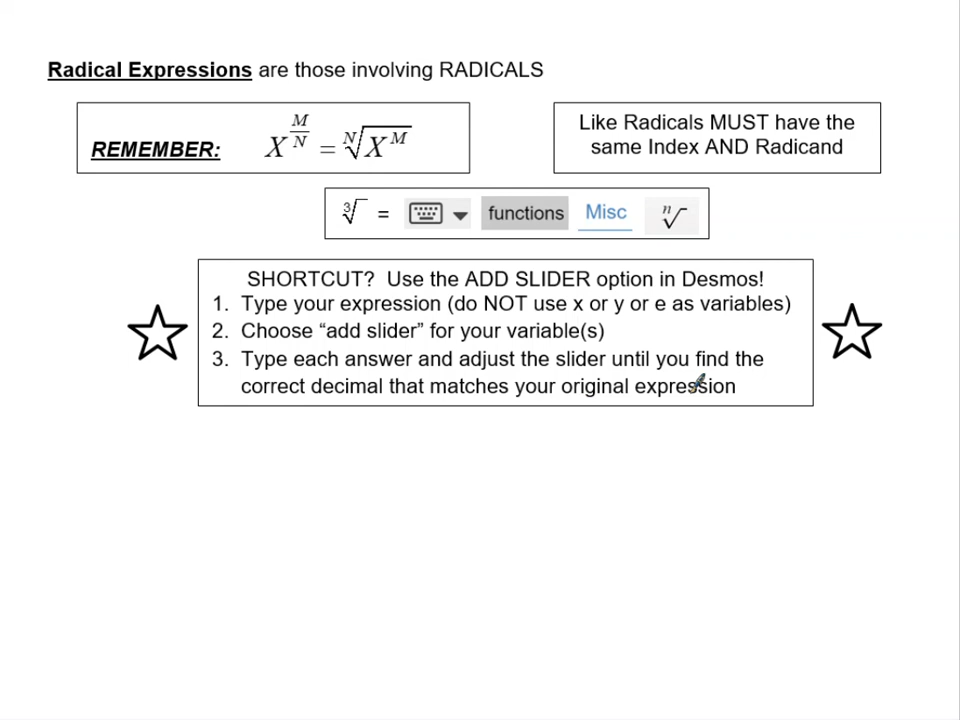 Radical Expressions are those involving RADICALS
REMEMBER: X^{M/N} = \sqrt[N]{X^M}
Like Radicals MUST have the
same Index AND Radicand
∛ = functions Misc ⁿ√
SHORTCUT? Use the ADD SLIDER option in Desmos!
1. Type your expression (do NOT use x or y or e as variables)
2. Choose “add slider” for your variable(s)
3. Type each answer and adjust the slider until you find the
correct decimal that matches your original expression